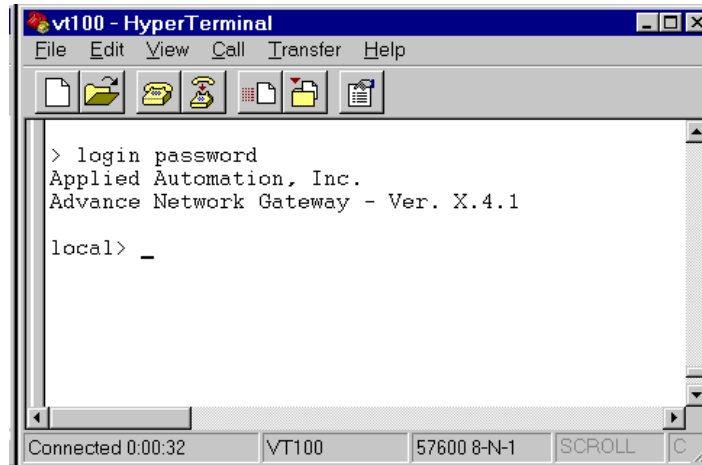 vt100 - HyperTerminal
File Edit View Call Transfer Help
> login password
Applied Automation, Inc.
Advance Network Gateway - Ver. X.4.1
local> _
Connected 0:00:32 VT100 57600 8-N-1 SCROLL C